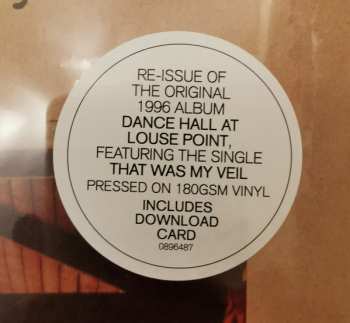 RE-ISSUE OF
THE ORIGINAL
1996 ALBUM
DANCE HALL AT
LOUSE POINT,
FEATURING THE SINGLE
THAT WAS MY VEIL
PRESSED ON 180GSM VINYL
INCLUDES
DOWNLOAD
CARD
0896487